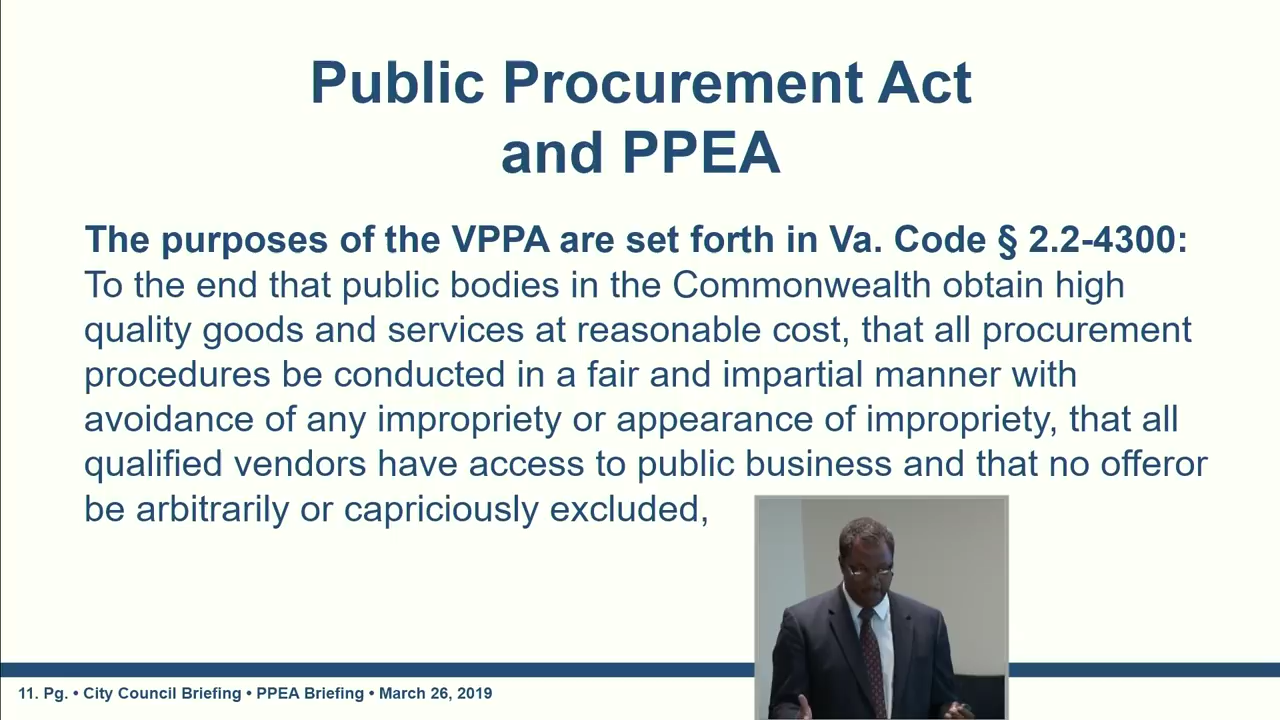 Public Procurement Act
and PPEA
The purposes of the VPPA are set forth in Va. Code § 2.2-4300:
To the end that public bodies in the Commonwealth obtain high
quality goods and services at reasonable cost, that all procurement
procedures be conducted in a fair and impartial manner with
avoidance of any impropriety or appearance of impropriety, that all
qualified vendors have access to public business and that no offeror
be arbitrarily or capriciously excluded,
11. Pg. • City Council Briefing • PPEA Briefing • March 26, 2019